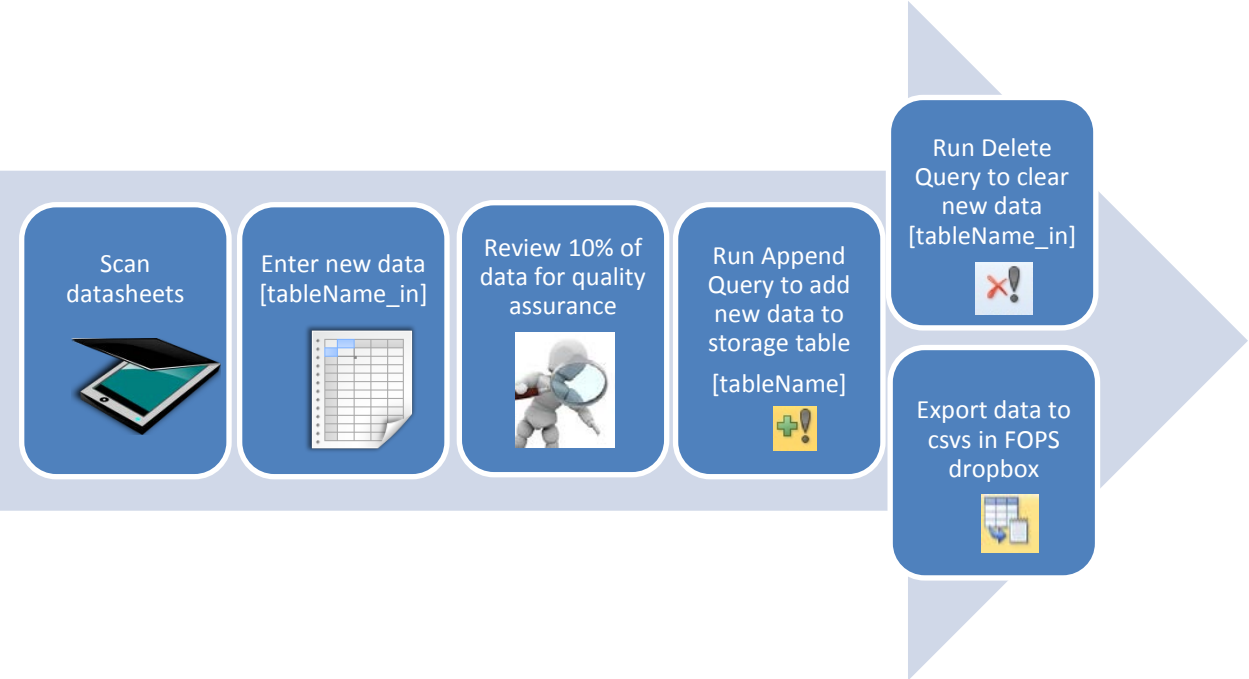 Scan
datasheets
Enter new data
[tableName_in]
Review 10% of
data for quality
assurance
Run Append
Query to add
new data to
storage table
[tableName]
Run Delete
Query to clear
new data
[tableName_in]
Export data to
csvs in FOPS
dropbox